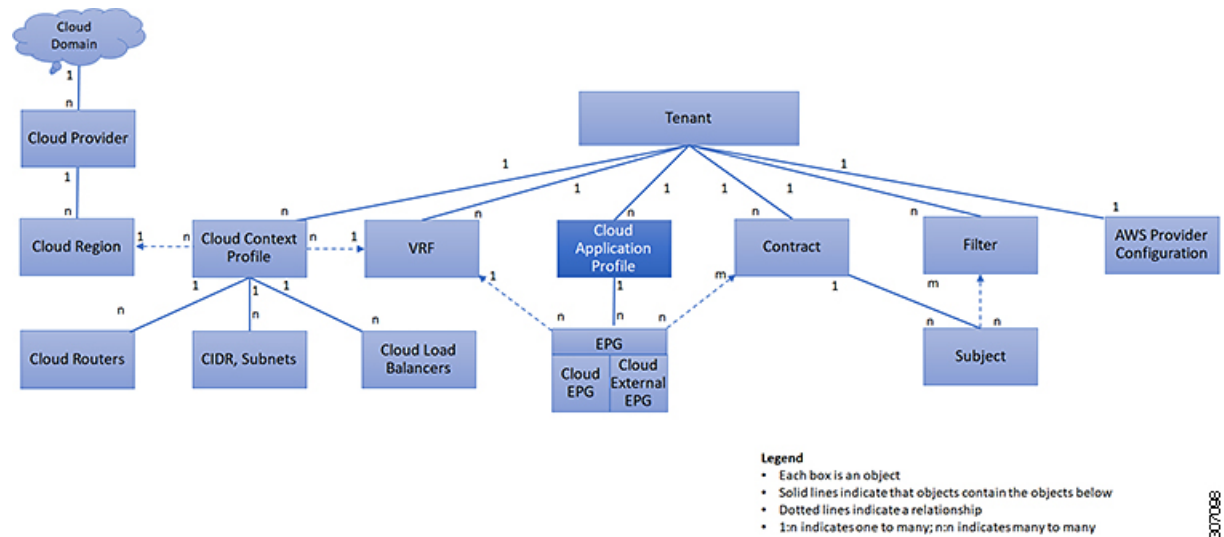 Cloud
Domain
1
n
Cloud Provider
Tenant
1
n
1
1
1
1
1
1
n
n
n
n
n
1
Cloud Region
1
n
Cloud Context
Profile
n
1
VRF
Cloud
Application
Profile
Contract
Filter
AWS Provider
Configuration
1
1
1
1
1
m
1
m
n
n
n
n
n
n
n
n
Cloud Routers
CIDR, Subnets
Cloud Load
Balancers
EPG
Cloud
EPG
Cloud
External
EPG
Subject
Legend
• Each box is an object
• Solid lines indicate that objects contain the objects below
• Dotted lines indicate a relationship
• 1:n indicates one to many; n:n indicates many to many
307098